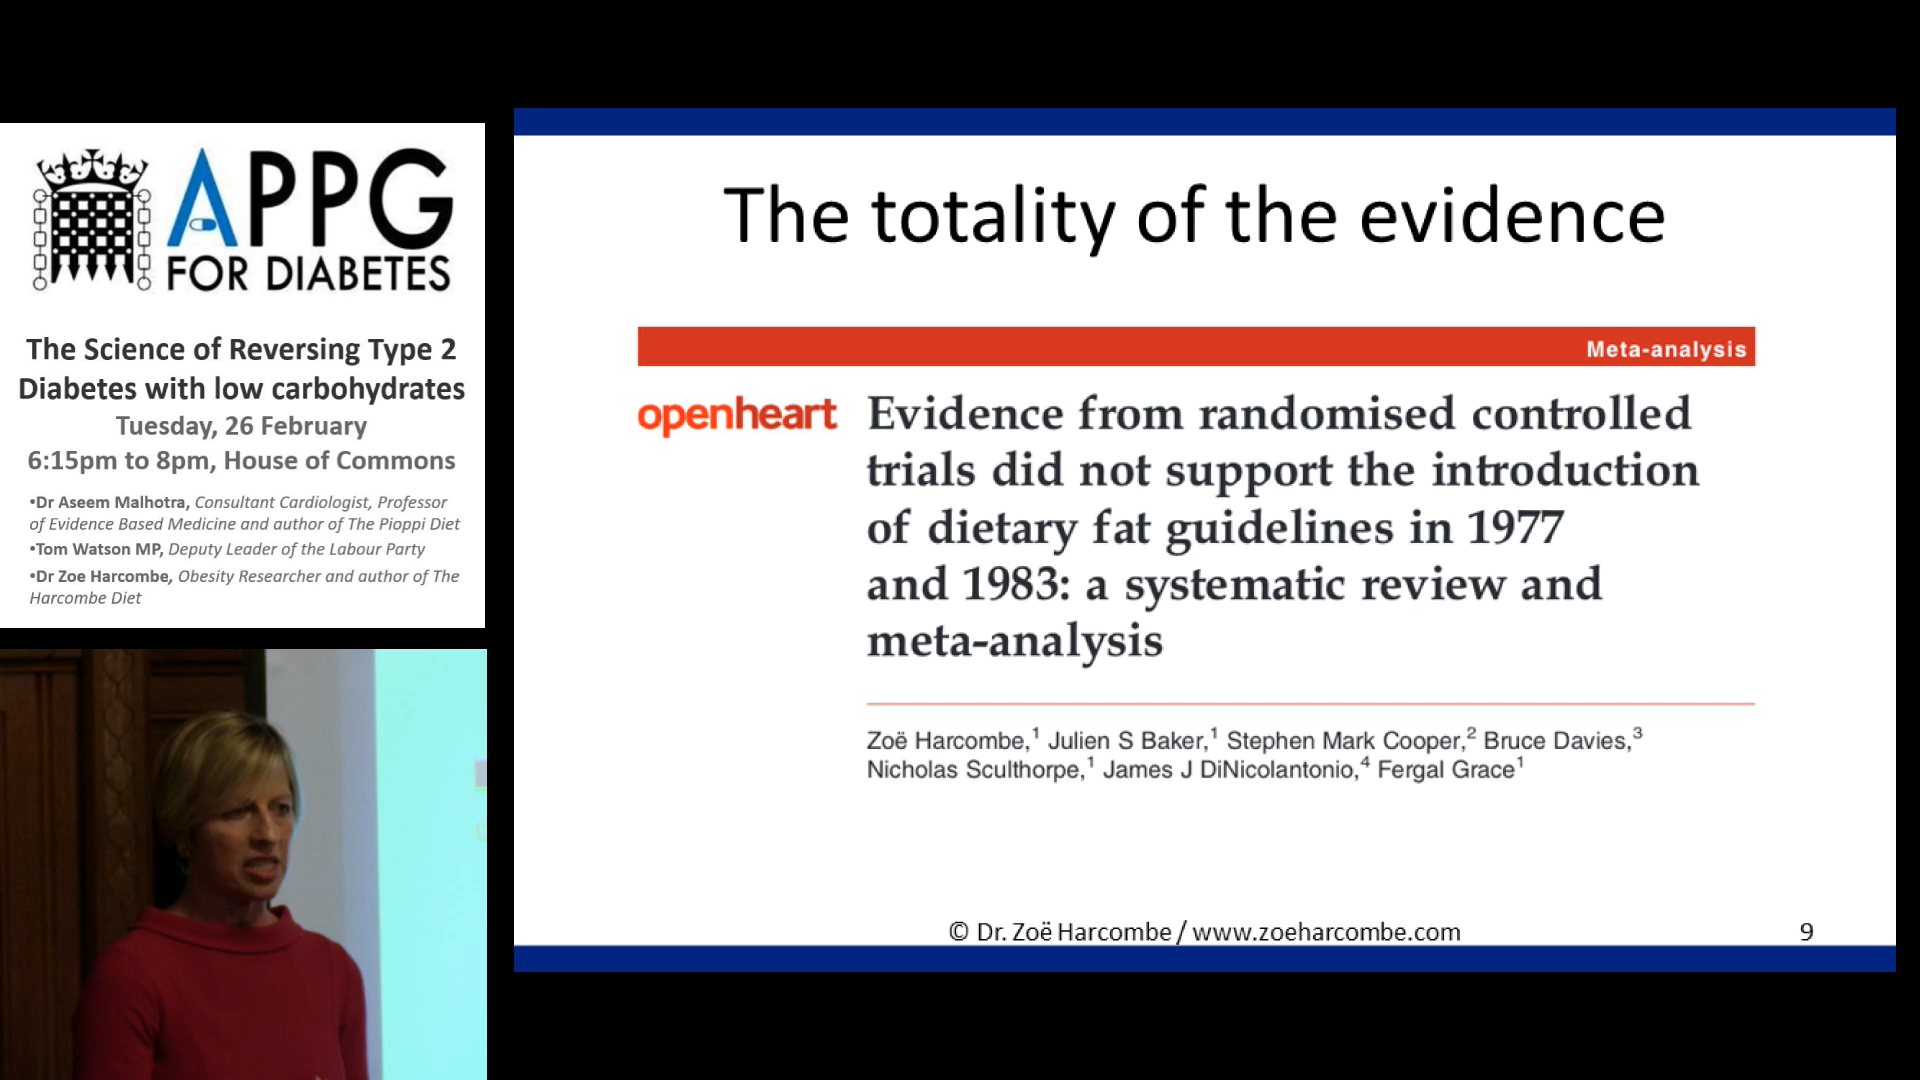 APPG
FOR DIABETES
The Science of Reversing Type 2
Diabetes with low carbohydrates
Tuesday, 26 February
6:15pm to 8pm, House of Commons
•Dr Aseem Malhotra, Consultant Cardiologist, Professor
of Evidence Based Medicine and author of The Pioppi Diet
•Tom Watson MP, Deputy Leader of the Labour Party
•Dr Zoe Harcombe, Obesity Researcher and author of The
Harcombe Diet
The totality of the evidence
Meta-analysis
openheart
Evidence from randomised controlled
trials did not support the introduction
of dietary fat guidelines in 1977
and 1983: a systematic review and
meta-analysis
Zoë Harcombe,¹ Julien S Baker,¹ Stephen Mark Cooper,² Bruce Davies,³
Nicholas Sculthorpe,¹ James J DiNicolantonio,⁴ Fergal Grace¹
© Dr. Zoë Harcombe / www.zoeharcombe.com
9